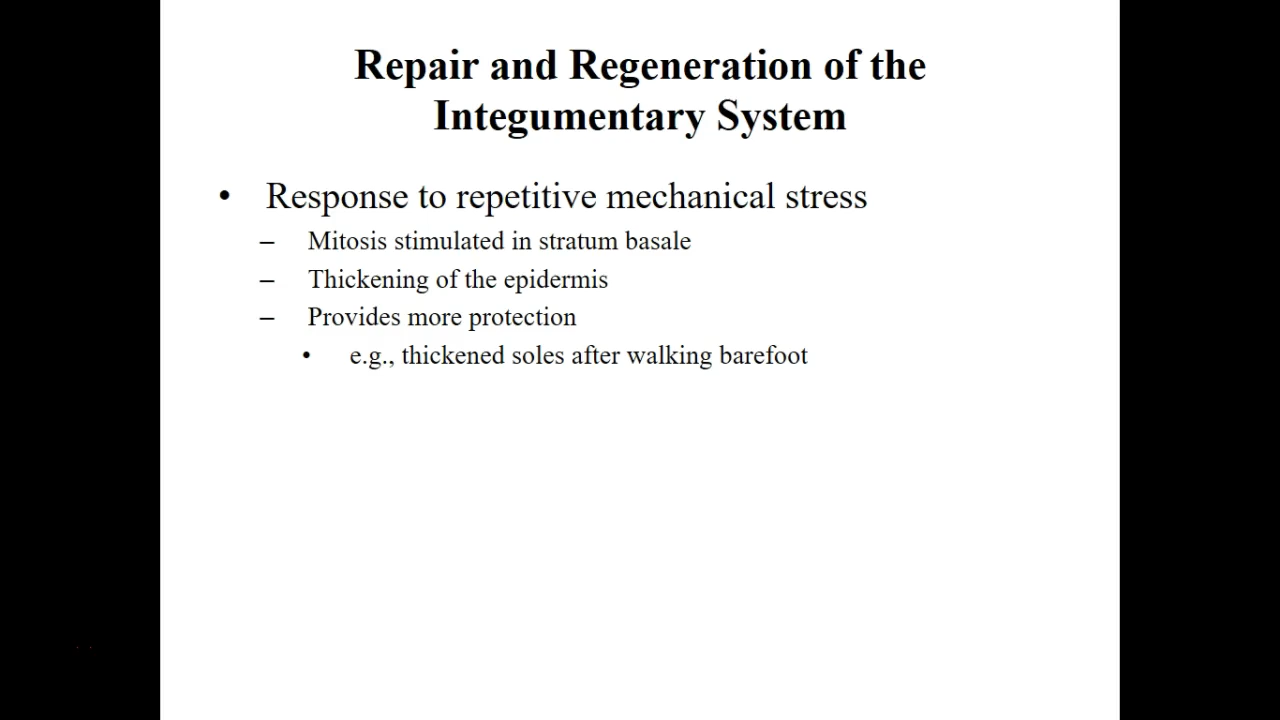 Repair and Regeneration of the
Integumentary System
• Response to repetitive mechanical stress
– Mitosis stimulated in stratum basale
– Thickening of the epidermis
– Provides more protection
• e.g., thickened soles after walking barefoot